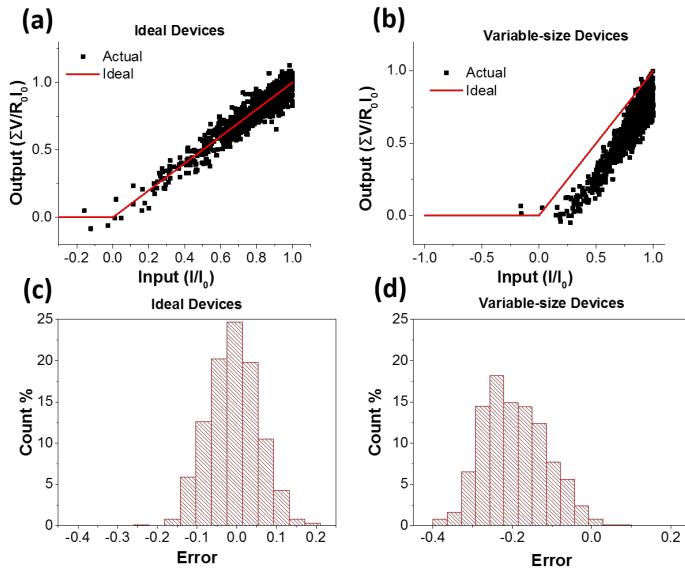 (a)
Ideal Devices
Actual
Ideal
Output (ΣV/R₀I₀)
1.0
0.5
0.0
-0.2 0.0 0.2 0.4 0.6 0.8 1.0
Input (I/I₀)
(b)
Variable-size Devices
Actual
Ideal
Output (ΣV/R₀I₀)
1.0
0.5
0.0
-1.0 -0.5 0.0 0.5 1.0
Input (I/I₀)
(c)
Ideal Devices
Count %
25
20
15
10
5
0
-0.4 -0.2 -0.1 0.0 0.1 0.2
Error
(d)
Variable-size Devices
Count %
25
20
15
10
5
0
-0.4 -0.2 0.0 0.2
Error